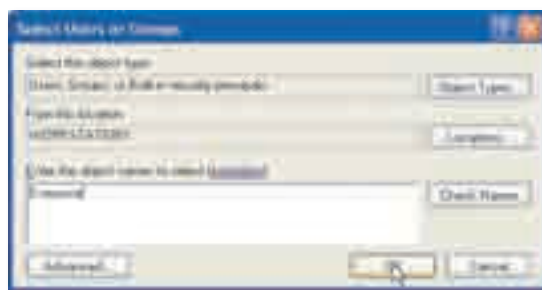 Select Users or Groups
Select this object type:
Users, Groups, or Built-in security principals
Object Types...
From this location:
Locations...
Enter the object names to select (examples):
Check Names
Advanced...
OK
Cancel